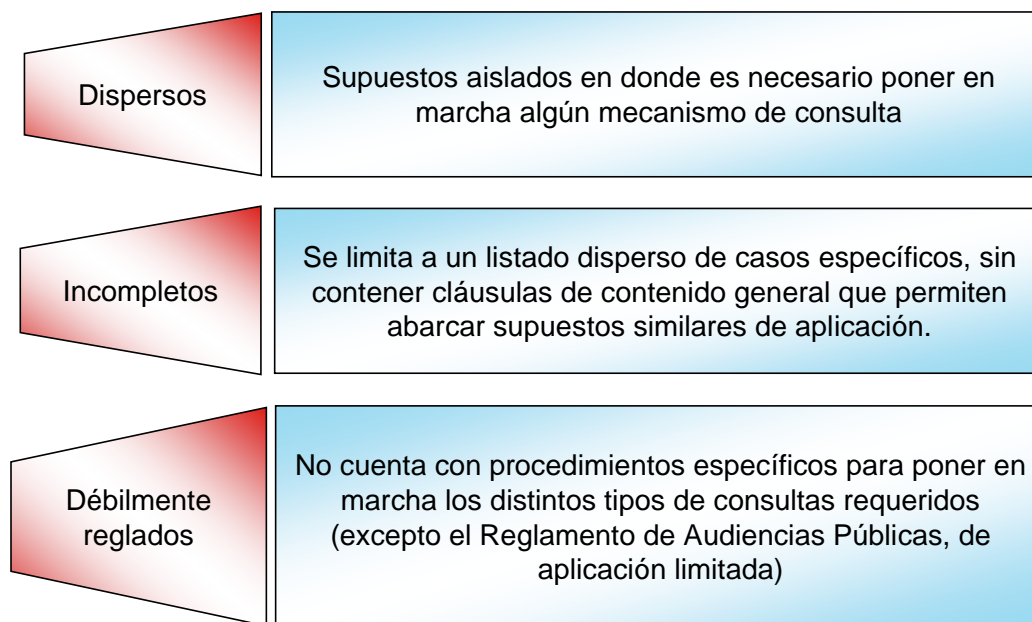 Dispersos
Supuestos aislados en donde es necesario poner en
marcha algún mecanismo de consulta
Incompletos
Se limita a un listado disperso de casos específicos, sin
contener cláusulas de contenido general que permiten
abarcar supuestos similares de aplicación.
Débilmente
reglados
No cuenta con procedimientos específicos para poner en
marcha los distintos tipos de consultas requeridos
(excepto el Reglamento de Audiencias Públicas, de
aplicación limitada)